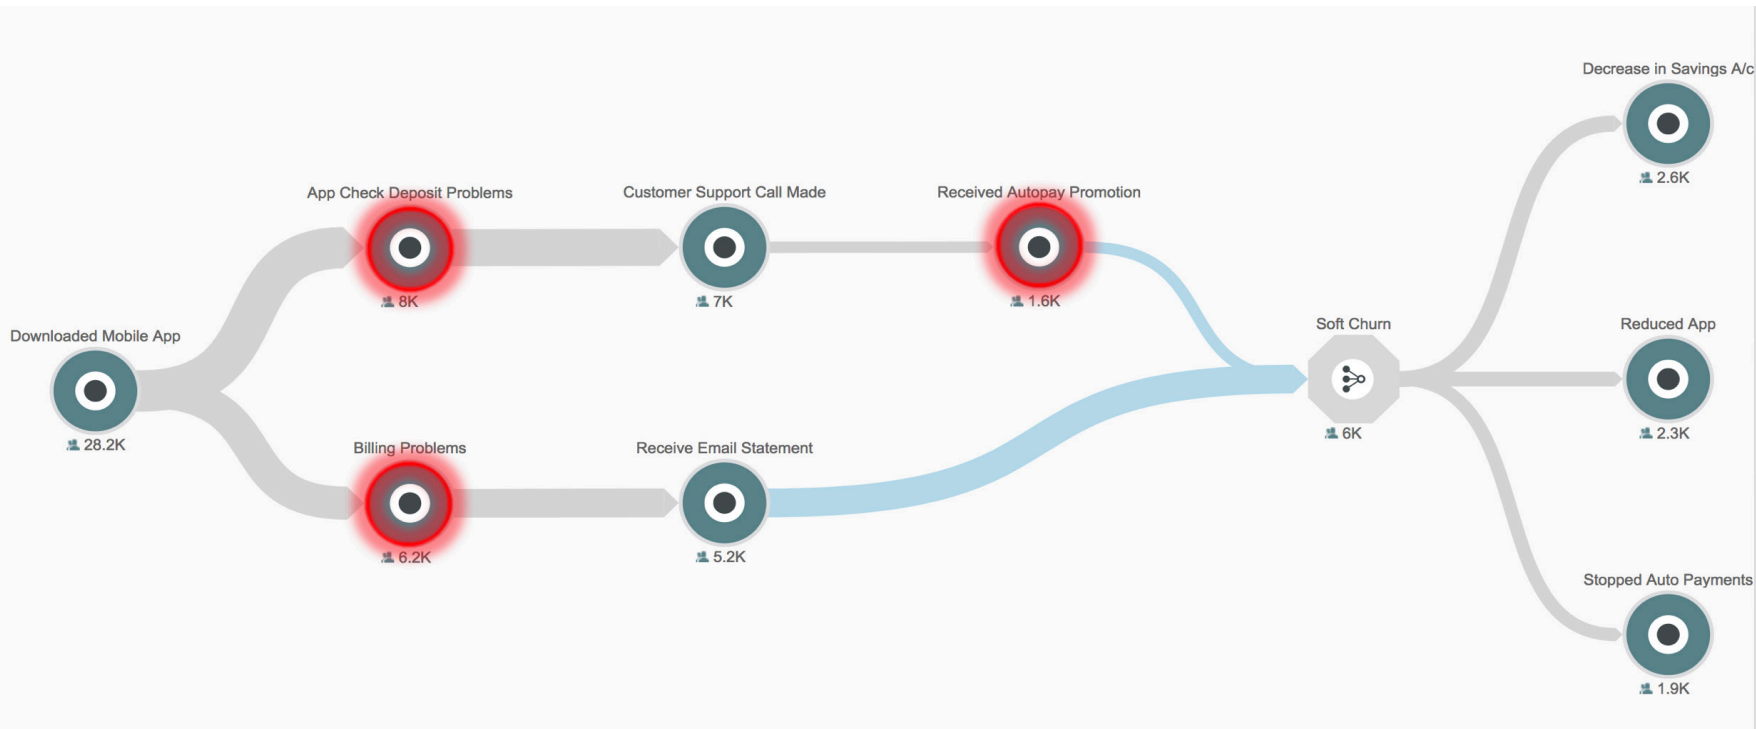 Decrease in Savings A/c
2.6K
App Check Deposit Problems
8K
Customer Support Call Made
7K
Received Autopay Promotion
1.6K
Downloaded Mobile App
28.2K
Soft Churn
6K
Reduced App
2.3K
Billing Problems
6.2K
Receive Email Statement
5.2K
Stopped Auto Payments
1.9K